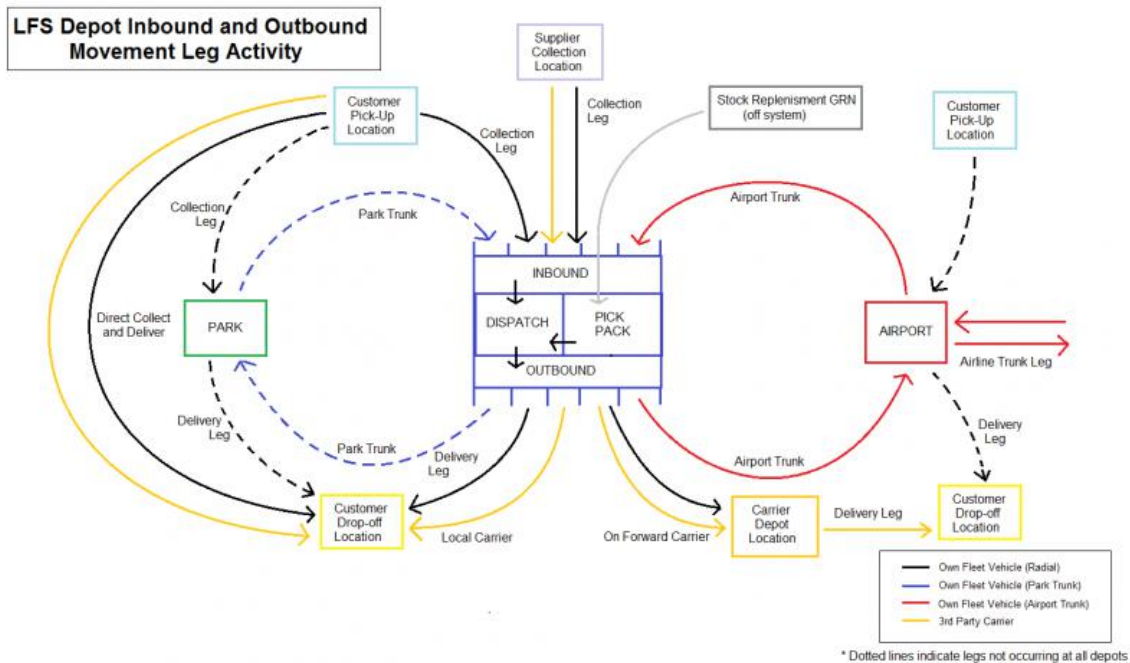 LFS Depot Inbound and Outbound
Movement Leg Activity
Supplier
Collection
Location
Customer
Pick-Up
Location
Collection
Leg
Collection
Leg
Stock Replenisment GRN
(off system)
Customer
Pick-Up
Location
Collection
Leg
Park Trunk
Airport Trunk
INBOUND
Direct Collect
and Deliver
PARK
DISPATCH
PICK
PACK
AIRPORT
OUTBOUND
Airline Trunk Leg
Delivery
Leg
Park Trunk
Delivery
Leg
Airport Trunk
Delivery
Leg
Customer
Drop-off
Location
Local Carrier
On Forward Carrier
Carrier
Depot
Location
Delivery Leg
Customer
Drop-off
Location
Own Fleet Vehicle (Radial)
Own Fleet Vehicle (Park Trunk)
Own Fleet Vehicle (Airport Trunk)
3rd Party Carrier
* Dotted lines indicate legs not occurring at all depots